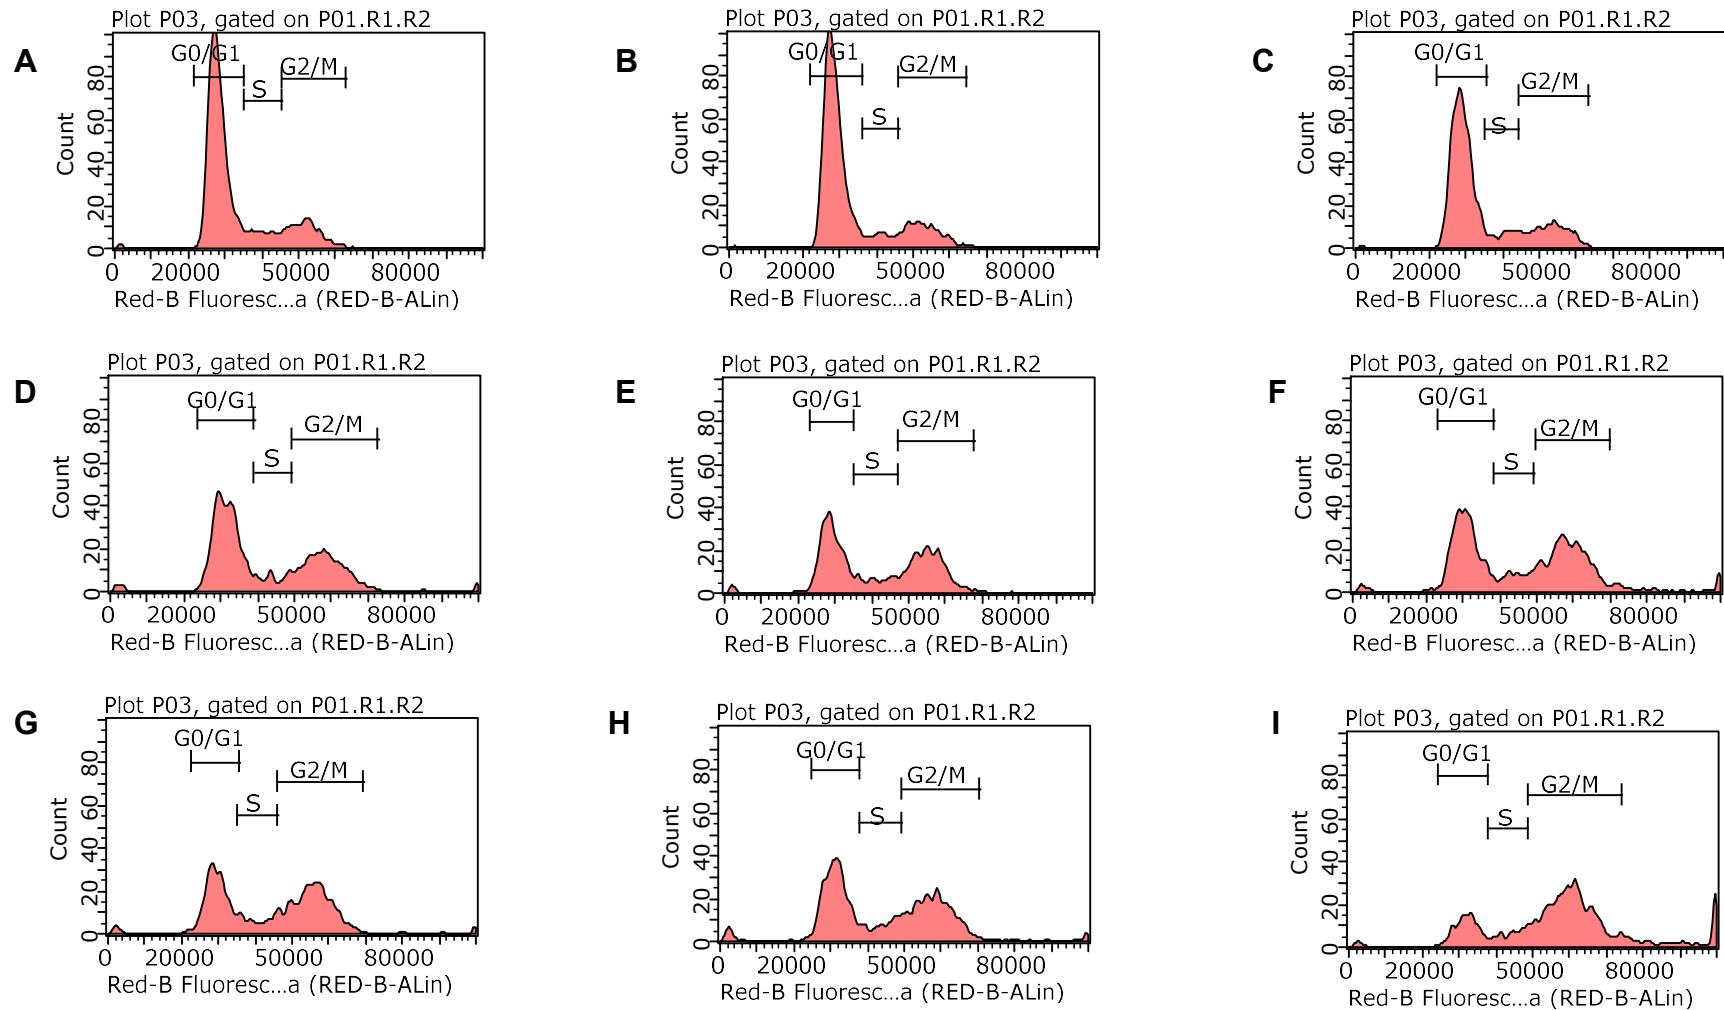 Plot P03, gated on P01.R1.R2
A
G0/G1
G2/M
S
Count
0 20 40 60 80
0 20000 50000 80000
Red-B Fluoresc...a (RED-B-ALin)
Plot P03, gated on P01.R1.R2
B
G0/G1
G2/M
S
Count
0 20 40 60 80
0 20000 50000 80000
Red-B Fluoresc...a (RED-B-ALin)
Plot P03, gated on P01.R1.R2
C
G0/G1
G2/M
S
Count
0 20 40 60 80
0 20000 50000 80000
Red-B Fluoresc...a (RED-B-ALin)
Plot P03, gated on P01.R1.R2
D
G0/G1
G2/M
S
Count
0 20 40 60 80
0 20000 50000 80000
Red-B Fluoresc...a (RED-B-ALin)
Plot P03, gated on P01.R1.R2
E
G0/G1
G2/M
S
Count
0 20 40 60 80
0 20000 50000 80000
Red-B Fluoresc...a (RED-B-ALin)
Plot P03, gated on P01.R1.R2
F
G0/G1
G2/M
S
Count
0 20 40 60 80
0 20000 50000 80000
Red-B Fluoresc...a (RED-B-ALin)
Plot P03, gated on P01.R1.R2
G
G0/G1
G2/M
S
Count
0 20 40 60 80
0 20000 50000 80000
Red-B Fluoresc...a (RED-B-ALin)
Plot P03, gated on P01.R1.R2
H
G0/G1
G2/M
S
Count
0 20 40 60 80
0 20000 50000 80000
Red-B Fluoresc...a (RED-B-ALin)
Plot P03, gated on P01.R1.R2
I
G0/G1
G2/M
S
Count
0 20 40 60 80
0 20000 50000 80000
Red-B Fluoresc...a (RED-B-ALin)